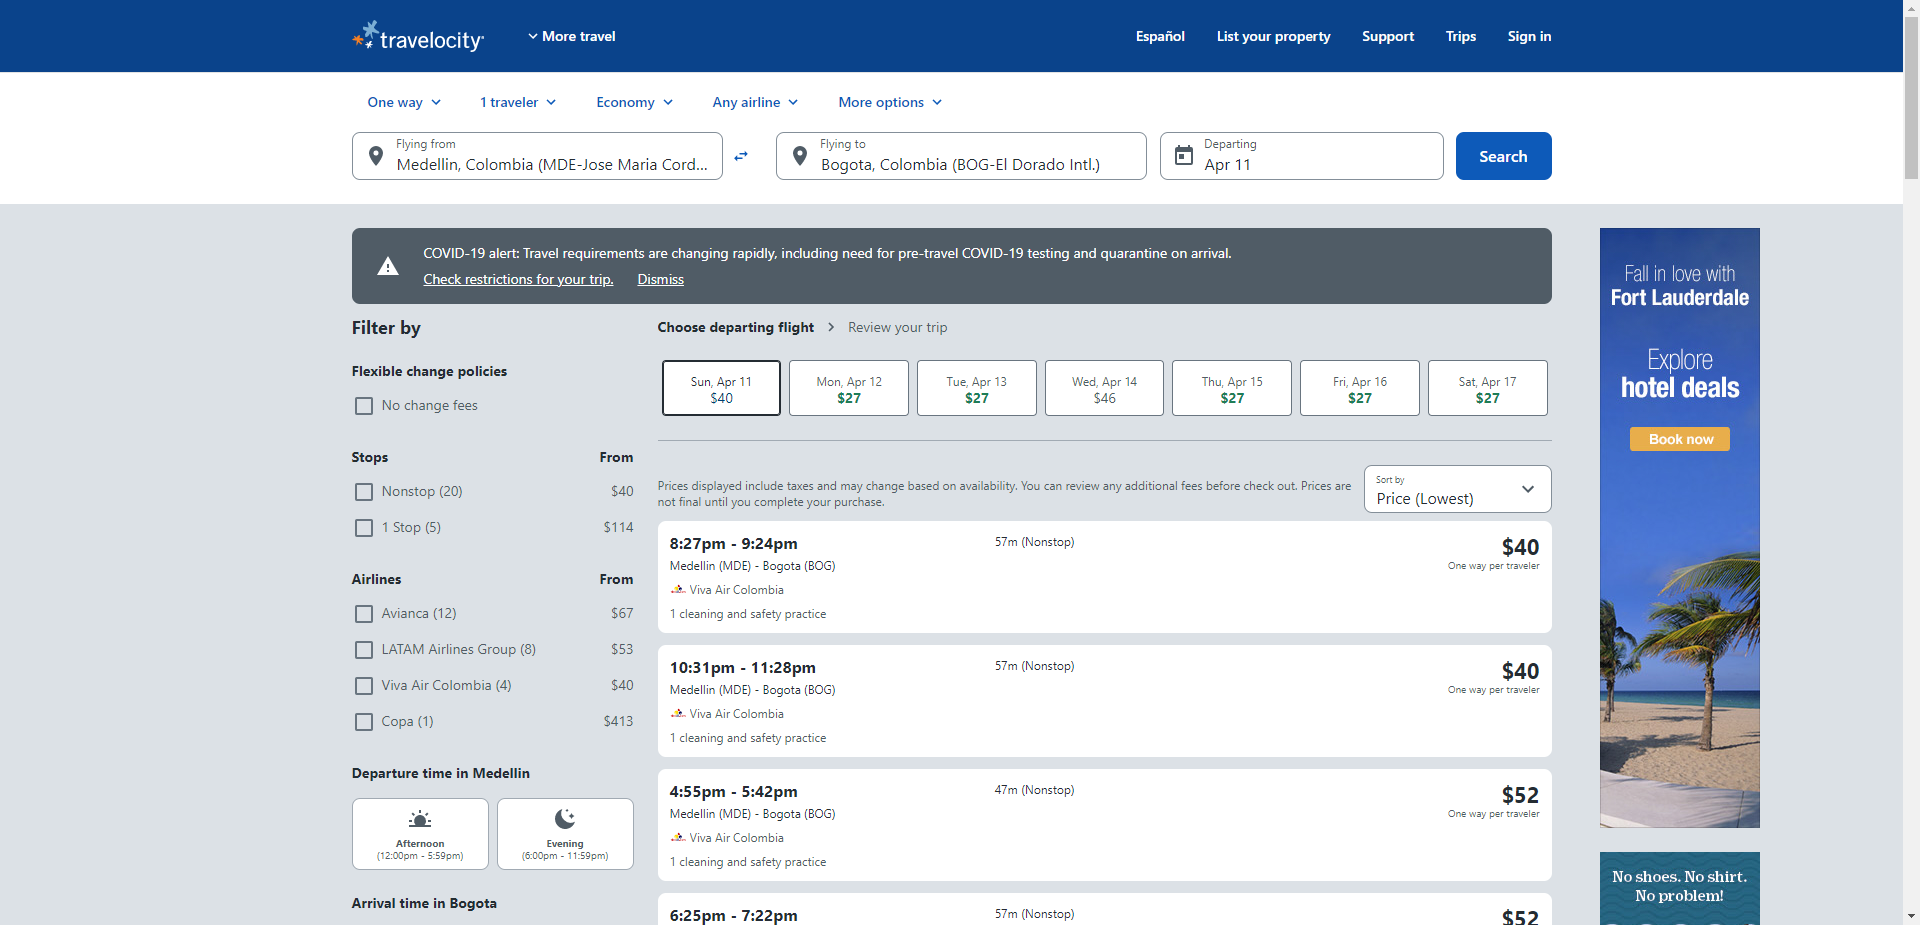 travelocity
More travel
Español
List your property
Support
Trips
Sign in
One way
1 traveler
Economy
Any airline
More options
Flying from
Medellin, Colombia (MDE-Jose Maria Cord...
Flying to
Bogota, Colombia (BOG-El Dorado Intl.)
Departing
Apr 11
Search
COVID-19 alert: Travel requirements are changing rapidly, including need for pre-travel COVID-19 testing and quarantine on arrival.
Check restrictions for your trip.
Dismiss
Filter by
Flexible change policies
No change fees
Stops
From
Nonstop (20)
$40
1 Stop (5)
$114
Airlines
From
Avianca (12)
$67
LATAM Airlines Group (8)
$53
Viva Air Colombia (4)
$40
Copa (1)
$413
Departure time in Medellin
Afternoon
(12:00pm - 5:59pm)
Evening
(6:00pm - 11:59pm)
Arrival time in Bogota
Choose departing flight
Review your trip
Sun, Apr 11
$40
Mon, Apr 12
$27
Tue, Apr 13
$27
Wed, Apr 14
$46
Thu, Apr 15
$27
Fri, Apr 16
$27
Sat, Apr 17
$27
Prices displayed include taxes and may change based on availability. You can review any additional fees before check out. Prices are
not final until you complete your purchase.
Sort by
Price (Lowest)
8:27pm - 9:24pm
57m (Nonstop)
$40
Medellin (MDE) - Bogota (BOG)
One way per traveler
Viva Air Colombia
1 cleaning and safety practice
10:31pm - 11:28pm
57m (Nonstop)
$40
Medellin (MDE) - Bogota (BOG)
One way per traveler
Viva Air Colombia
1 cleaning and safety practice
4:55pm - 5:42pm
47m (Nonstop)
$52
Medellin (MDE) - Bogota (BOG)
One way per traveler
Viva Air Colombia
1 cleaning and safety practice
6:25pm - 7:22pm
57m (Nonstop)
$52
Fall in love with
Fort Lauderdale
Explore
hotel deals
Book now
No shoes. No shirt.
No problem!